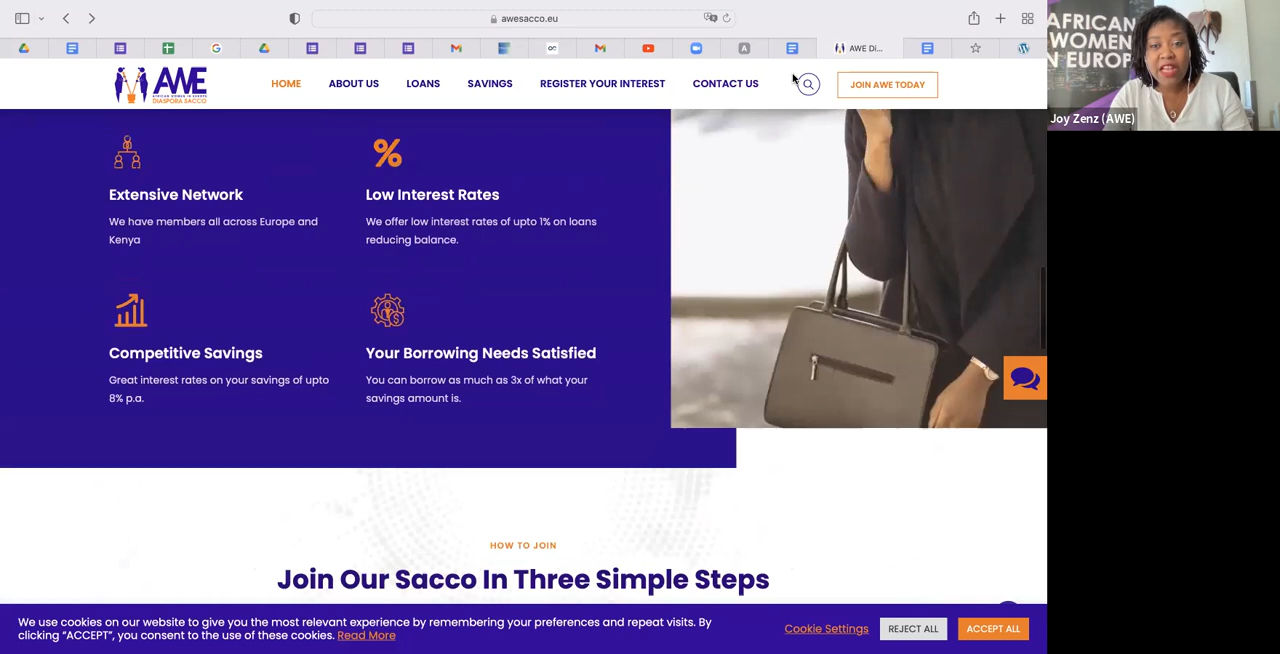 awesacco.eu
AWE Di...
AWE
AFRICAN WOMEN IN EUROPE
DIASPORA SACCO
HOME
ABOUT US
LOANS
SAVINGS
REGISTER YOUR INTEREST
CONTACT US
JOIN AWE TODAY
AFRICAN
WOMEN
N EUROPE
Joy Zenz (AWE)
Extensive Network
We have members all across Europe and
Kenya
Low Interest Rates
We offer low interest rates of upto 1% on loans
reducing balance.
Competitive Savings
Great interest rates on your savings of upto
8% p.a.
Your Borrowing Needs Satisfied
You can borrow as much as 3x of what your
savings amount is.
HOW TO JOIN
Join Our Sacco In Three Simple Steps
We use cookies on our website to give you the most relevant experience by remembering your preferences and repeat visits. By
clicking “ACCEPT”, you consent to the use of these cookies. Read More
Cookie Settings
REJECT ALL
ACCEPT ALL